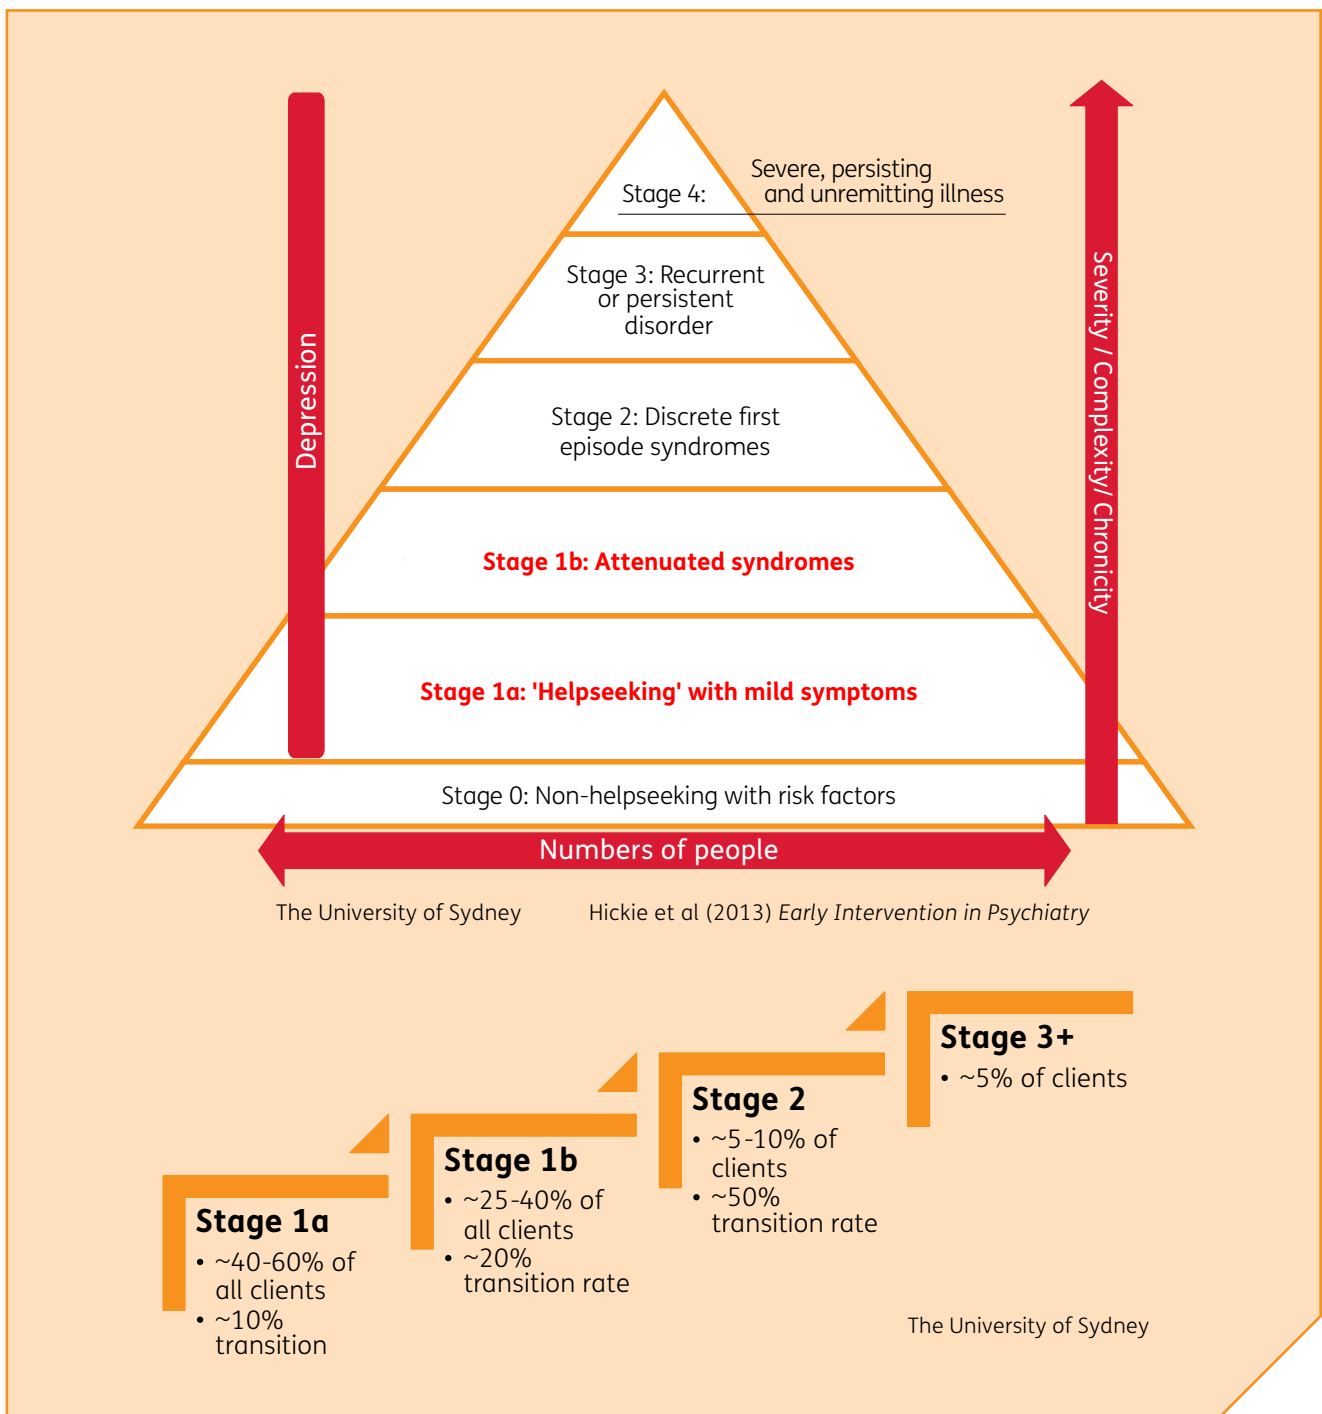 Severe, persisting
Stage 4: and unremitting illness
Stage 3: Recurrent
or persistent
disorder
Depression
Severity / Complexity/ Chronicity
Stage 2: Discrete first
episode syndromes
Stage 1b: Attenuated syndromes
Stage 1a: 'Helpseeking' with mild symptoms
Stage 0: Non-helpseeking with risk factors
Numbers of people
The University of Sydney
Hickie et al (2013) Early Intervention in Psychiatry
Stage 1a
• ~40-60% of
all clients
• ~10%
transition
Stage 1b
• ~25-40% of
all clients
• ~20%
transition rate
Stage 2
• ~5-10% of
clients
• ~50%
transition rate
Stage 3+
• ~5% of clients
The University of Sydney